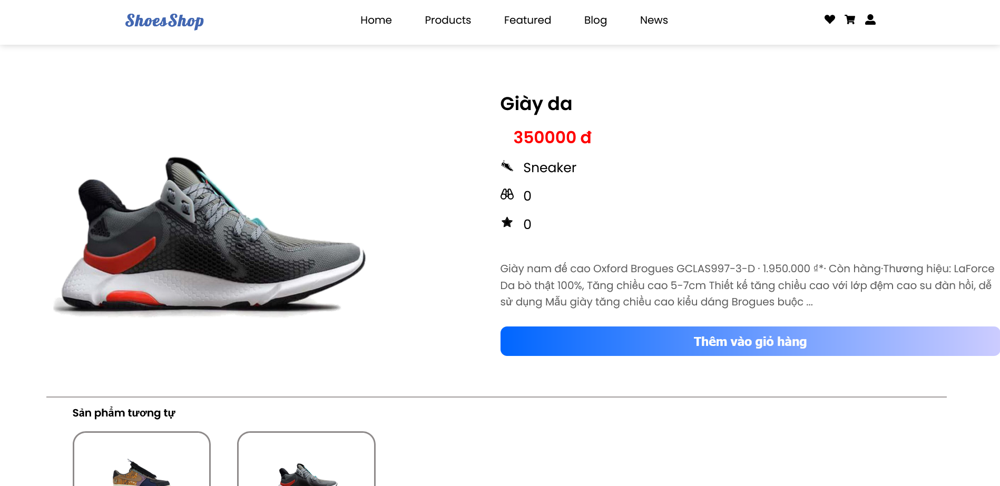 ShoesShop
Home Products Featured Blog News
Giày da
350000 đ
Sneaker
0
0
Giày nam đế cao Oxford Brogues GCLAS997-3-D · 1.950.000 ₫*· Còn hàng·Thương hiệu: LaForce
Da bò thật 100%, Tăng chiều cao 5-7cm Thiết kế tăng chiều cao với lớp đệm cao su đàn hồi, dễ
sử dụng Mẫu giày tăng chiều cao kiểu dáng Brogues buộc ...
Thêm vào giỏ hàng
Sản phẩm tương tự